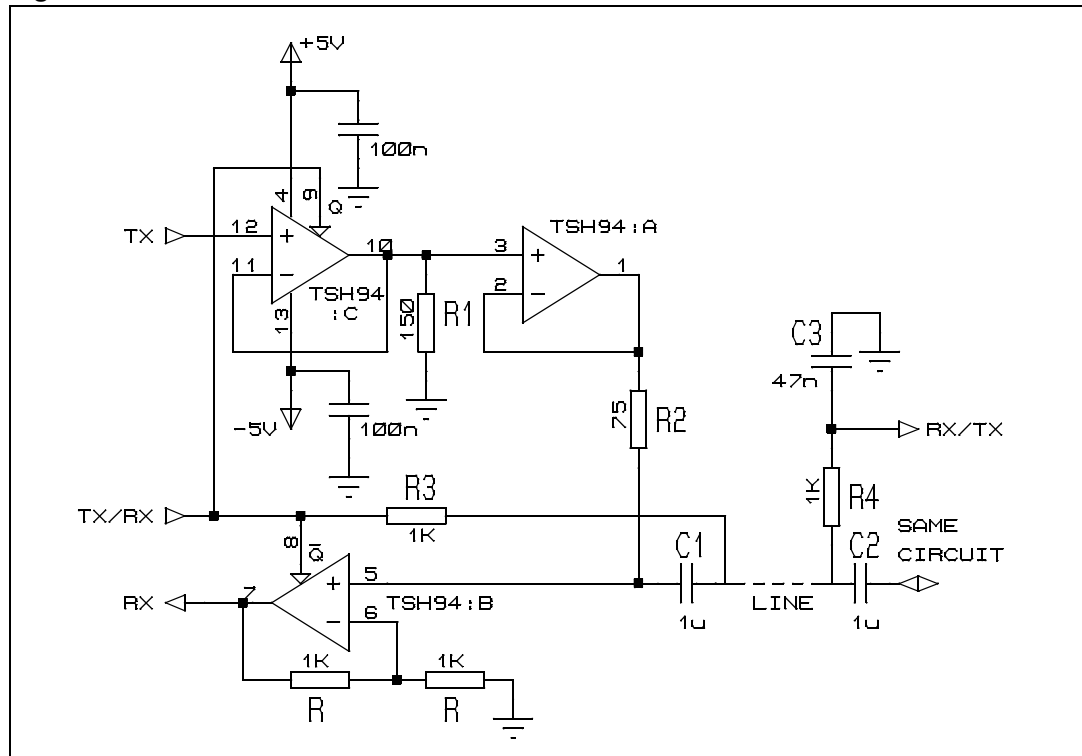 +5V
100n
4
9
Q
TX
12
+
10
11
−
TSH94
:C
13
150
R1
TSH94:A
3
+
1
2
−
-5V
100n
75
R2
C3
47n
RX/TX
1K
R4
SAME
CIRCUIT
TX/RX
R3
1K
8
Q̅
C1
1u
LINE
C2
1u
RX
7
+
5
TSH94:B
−
6
1K
R
1K
R